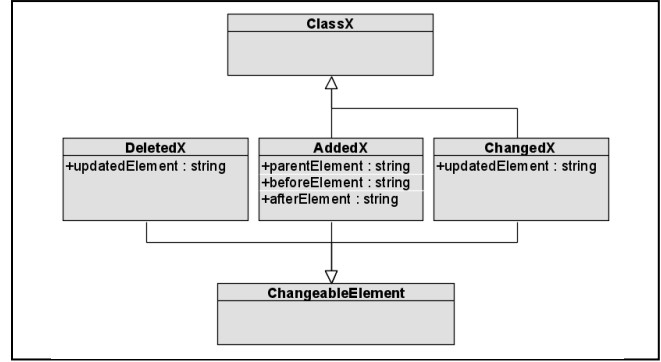 ClassX
DeletedX
+updatedElement : string
AddedX
+parentElement : string
+beforeElement : string
+afterElement : string
ChangedX
+updatedElement : string
ChangeableElement